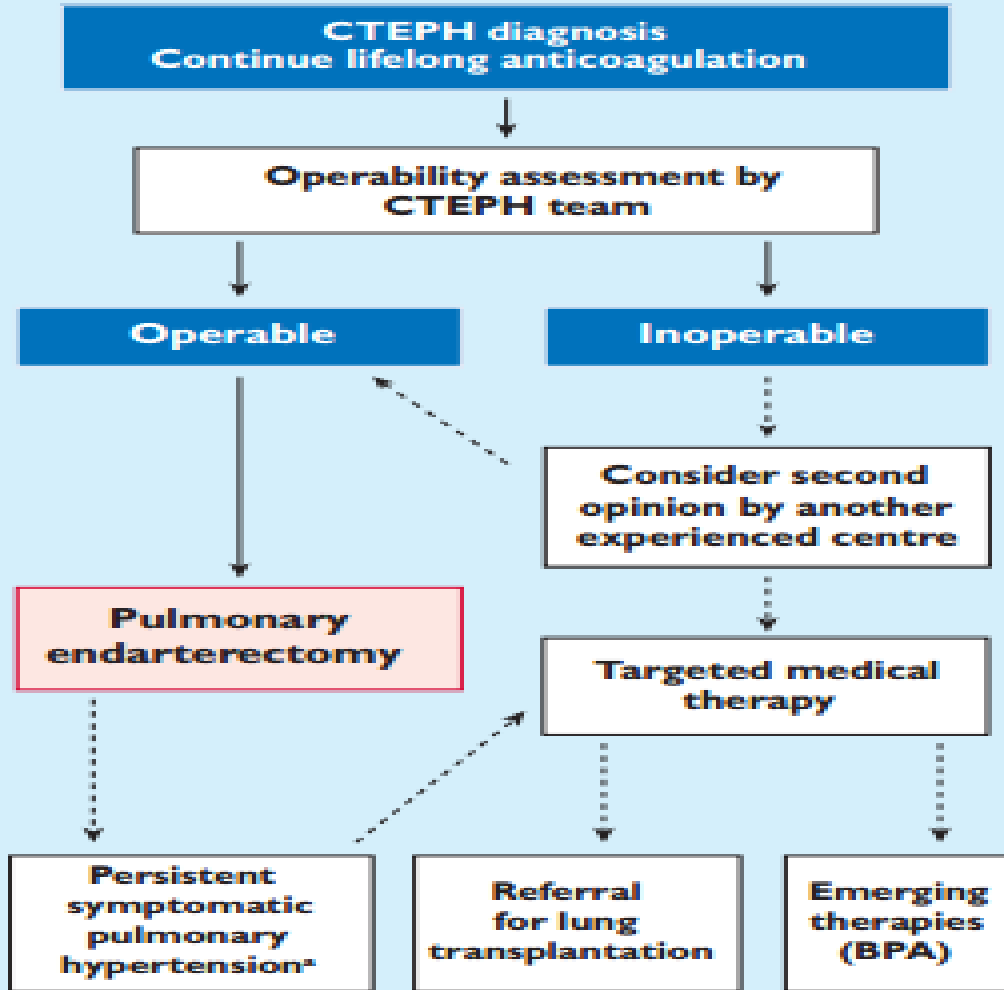 CTEPH diagnosis
Continue lifelong anticoagulation
Operability assessment by
CTEPH team
Operable
Inoperable
Consider second
opinion by another
experienced centre
Pulmonary
endarterectomy
Targeted medical
therapy
Persistent
symptomatic
pulmonary
hypertensionᵃ
Referral
for lung
transplantation
Emerging
therapies
(BPA)